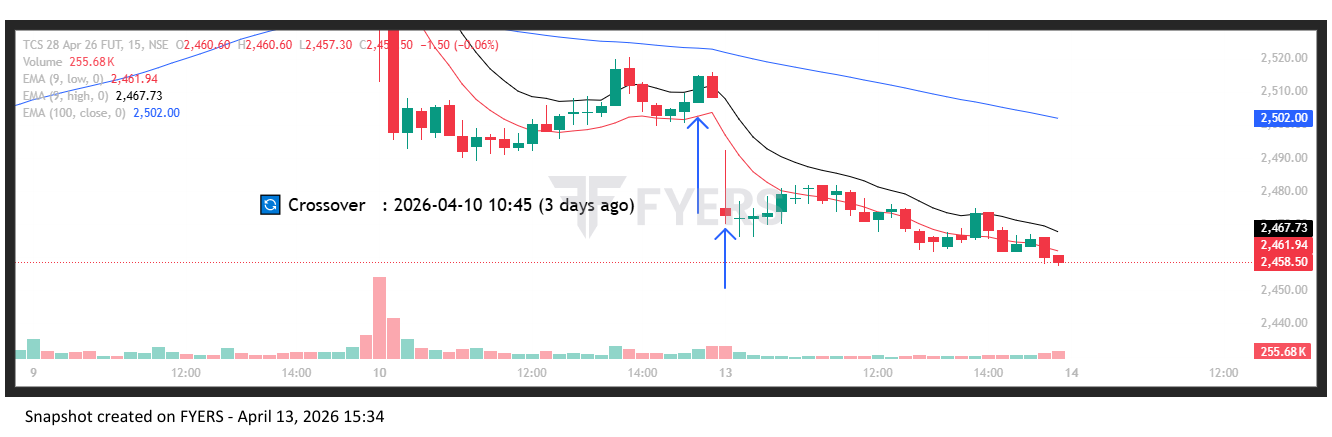 TCS 28 Apr 26 FUT, 15, NSE O2,460.60 H2,460.60 L2,457.30 C2,458.50 −1.50 (−0.06%)
Volume 255.68K
EMA (9, low, 0) 2,461.94
EMA (9, high, 0) 2,467.73
EMA (100, close, 0) 2,502.00
2,520.00
2,510.00
2,502.00
2,490.00
2,480.00
FYERS
Crossover : 2026-04-10 10:45 (3 days ago)
2,467.73
2,461.94
2,458.50
2,450.00
2,440.00
255.68K
9 12:00 14:00 10 12:00 14:00 13 12:00 14:00 14 12:00
Snapshot created on FYERS - April 13, 2026 15:34